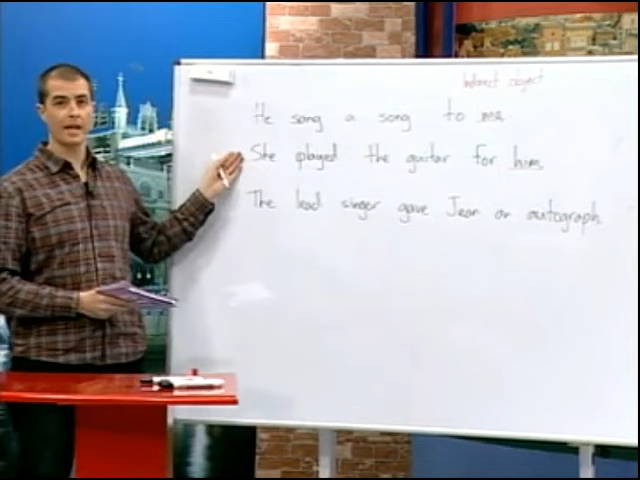 Indirect object
He sang a song to me.
She played the guitar for him
The lead singer gave Jean an autograph.